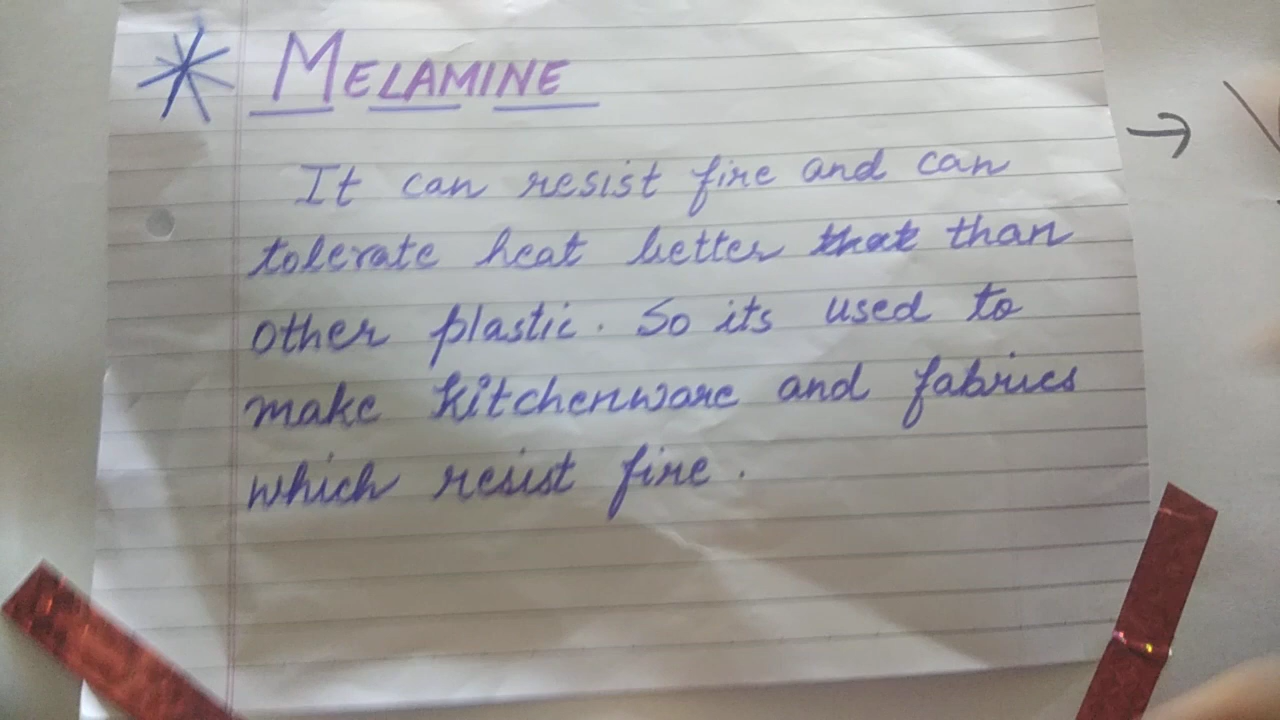 MELAMINE
It can resist fire and can
tolerate heat better that than
other plastic. So its used to
make kitchenware and fabrics
which resist fire.